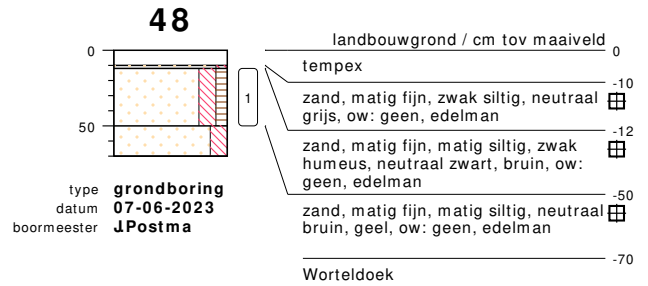 48
landbouwgrond / cm tov maaiveld
0
0
tempex
-10
zand, matig fijn, zwak siltig, neutraal
grijs, ow: geen, edelman
-12
1
50
zand, matig fijn, matig siltig, zwak
humeus, neutraal zwart, bruin, ow:
geen, edelman
-50
type grondboring
datum 07-06-2023
boormeester J.Postma
zand, matig fijn, matig siltig, neutraal
bruin, geel, ow: geen, edelman
-70
Worteldoek